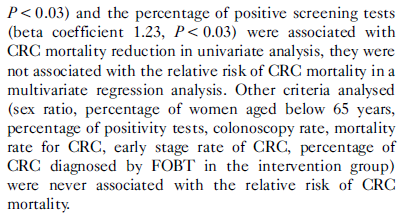 P < 0.03) and the percentage of positive screening tests
(beta coefficient 1.23, P < 0.03) were associated with
CRC mortality reduction in univariate analysis, they were
not associated with the relative risk of CRC mortality in a
multivariate regression analysis. Other criteria analysed
(sex ratio, percentage of women aged below 65 years,
percentage of positivity tests, colonoscopy rate, mortality
rate for CRC, early stage rate of CRC, percentage of
CRC diagnosed by FOBT in the intervention group)
were never associated with the relative risk of CRC
mortality.